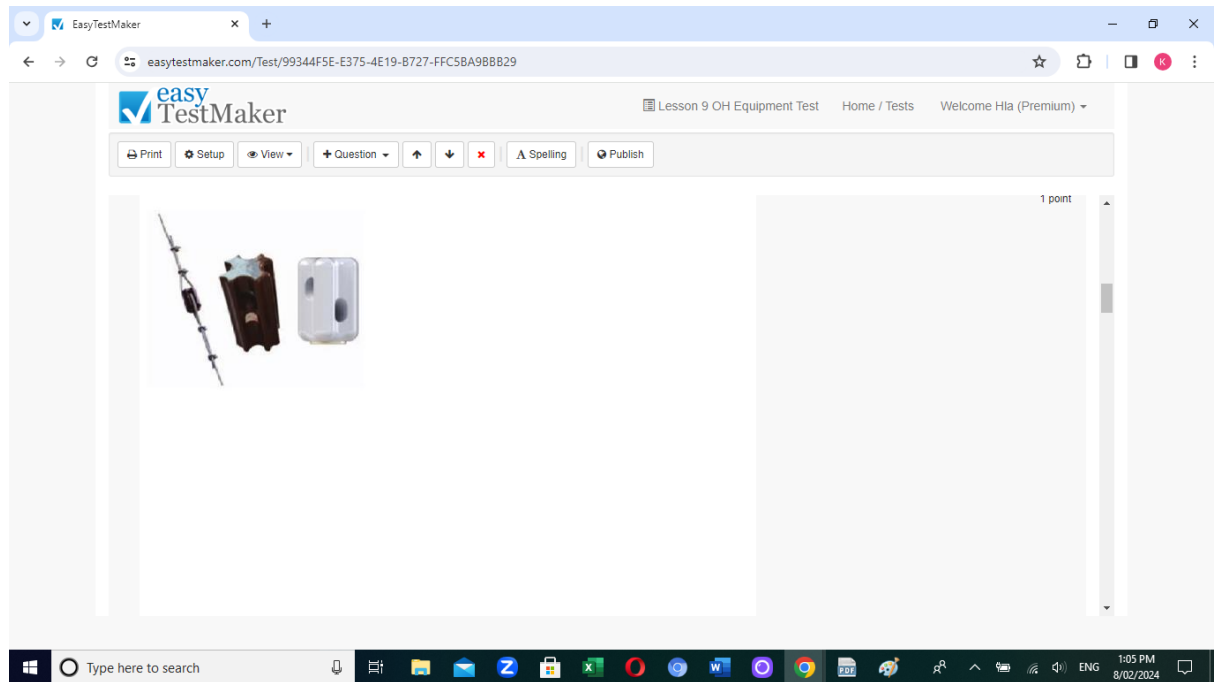 EasyTestMaker
easytestmaker.com/Test/99344F5E-E375-4E19-B727-FFC5BA9BBB29
K
easy
TestMaker
Lesson 9 OH Equipment Test Home / Tests Welcome Hla (Premium)
Print Setup View + Question A Spelling Publish
1 point
Type here to search
Z
X
W
PDF
ENG
1:05 PM
8/02/2024